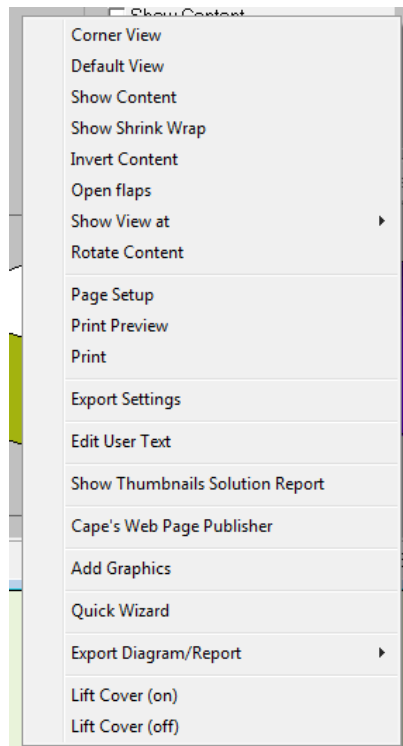 Show Content
Corner View
Default View
Show Content
Show Shrink Wrap
Invert Content
Open flaps
Show View at
Rotate Content
Page Setup
Print Preview
Print
Export Settings
Edit User Text
Show Thumbnails Solution Report
Cape's Web Page Publisher
Add Graphics
Quick Wizard
Export Diagram/Report
Lift Cover (on)
Lift Cover (off)